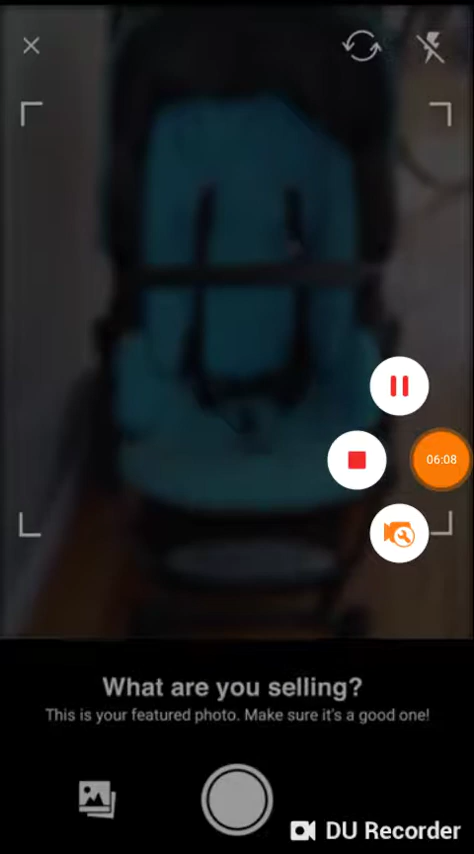 06:08
What are you selling?
This is your featured photo. Make sure it's a good one!
DU Recorder